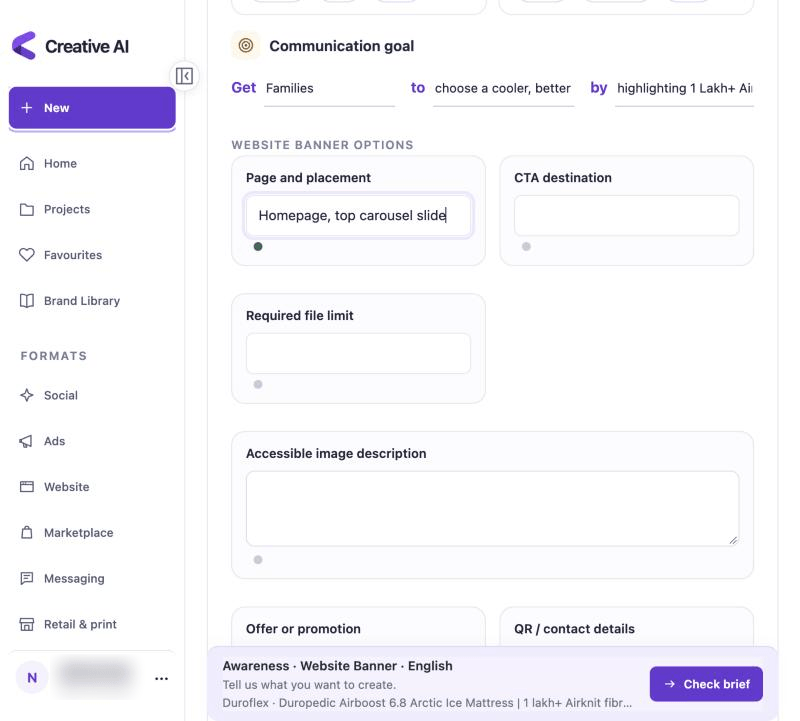 Creative AI
New
Home
Projects
Favourites
Brand Library
FORMATS
Social
Ads
Website
Marketplace
Messaging
Retail & print
N
Communication goal
Get Families to choose a cooler, better by highlighting 1 Lakh+ Air
WEBSITE BANNER OPTIONS
Page and placement
Homepage, top carousel slide
CTA destination
Required file limit
Accessible image description
Offer or promotion
QR / contact details
Awareness · Website Banner · English
Tell us what you want to create.
Duroflex · Duropedic Airboost 6.8 Arctic Ice Mattress | 1 lakh+ Airknit fibr...
Check brief